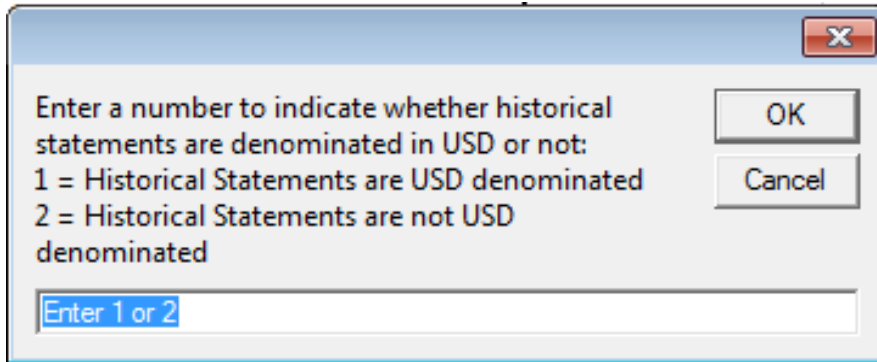 Enter a number to indicate whether historical
statements are denominated in USD or not:
1 = Historical Statements are USD denominated
2 = Historical Statements are not USD
denominated
OK
Cancel
Enter 1 or 2